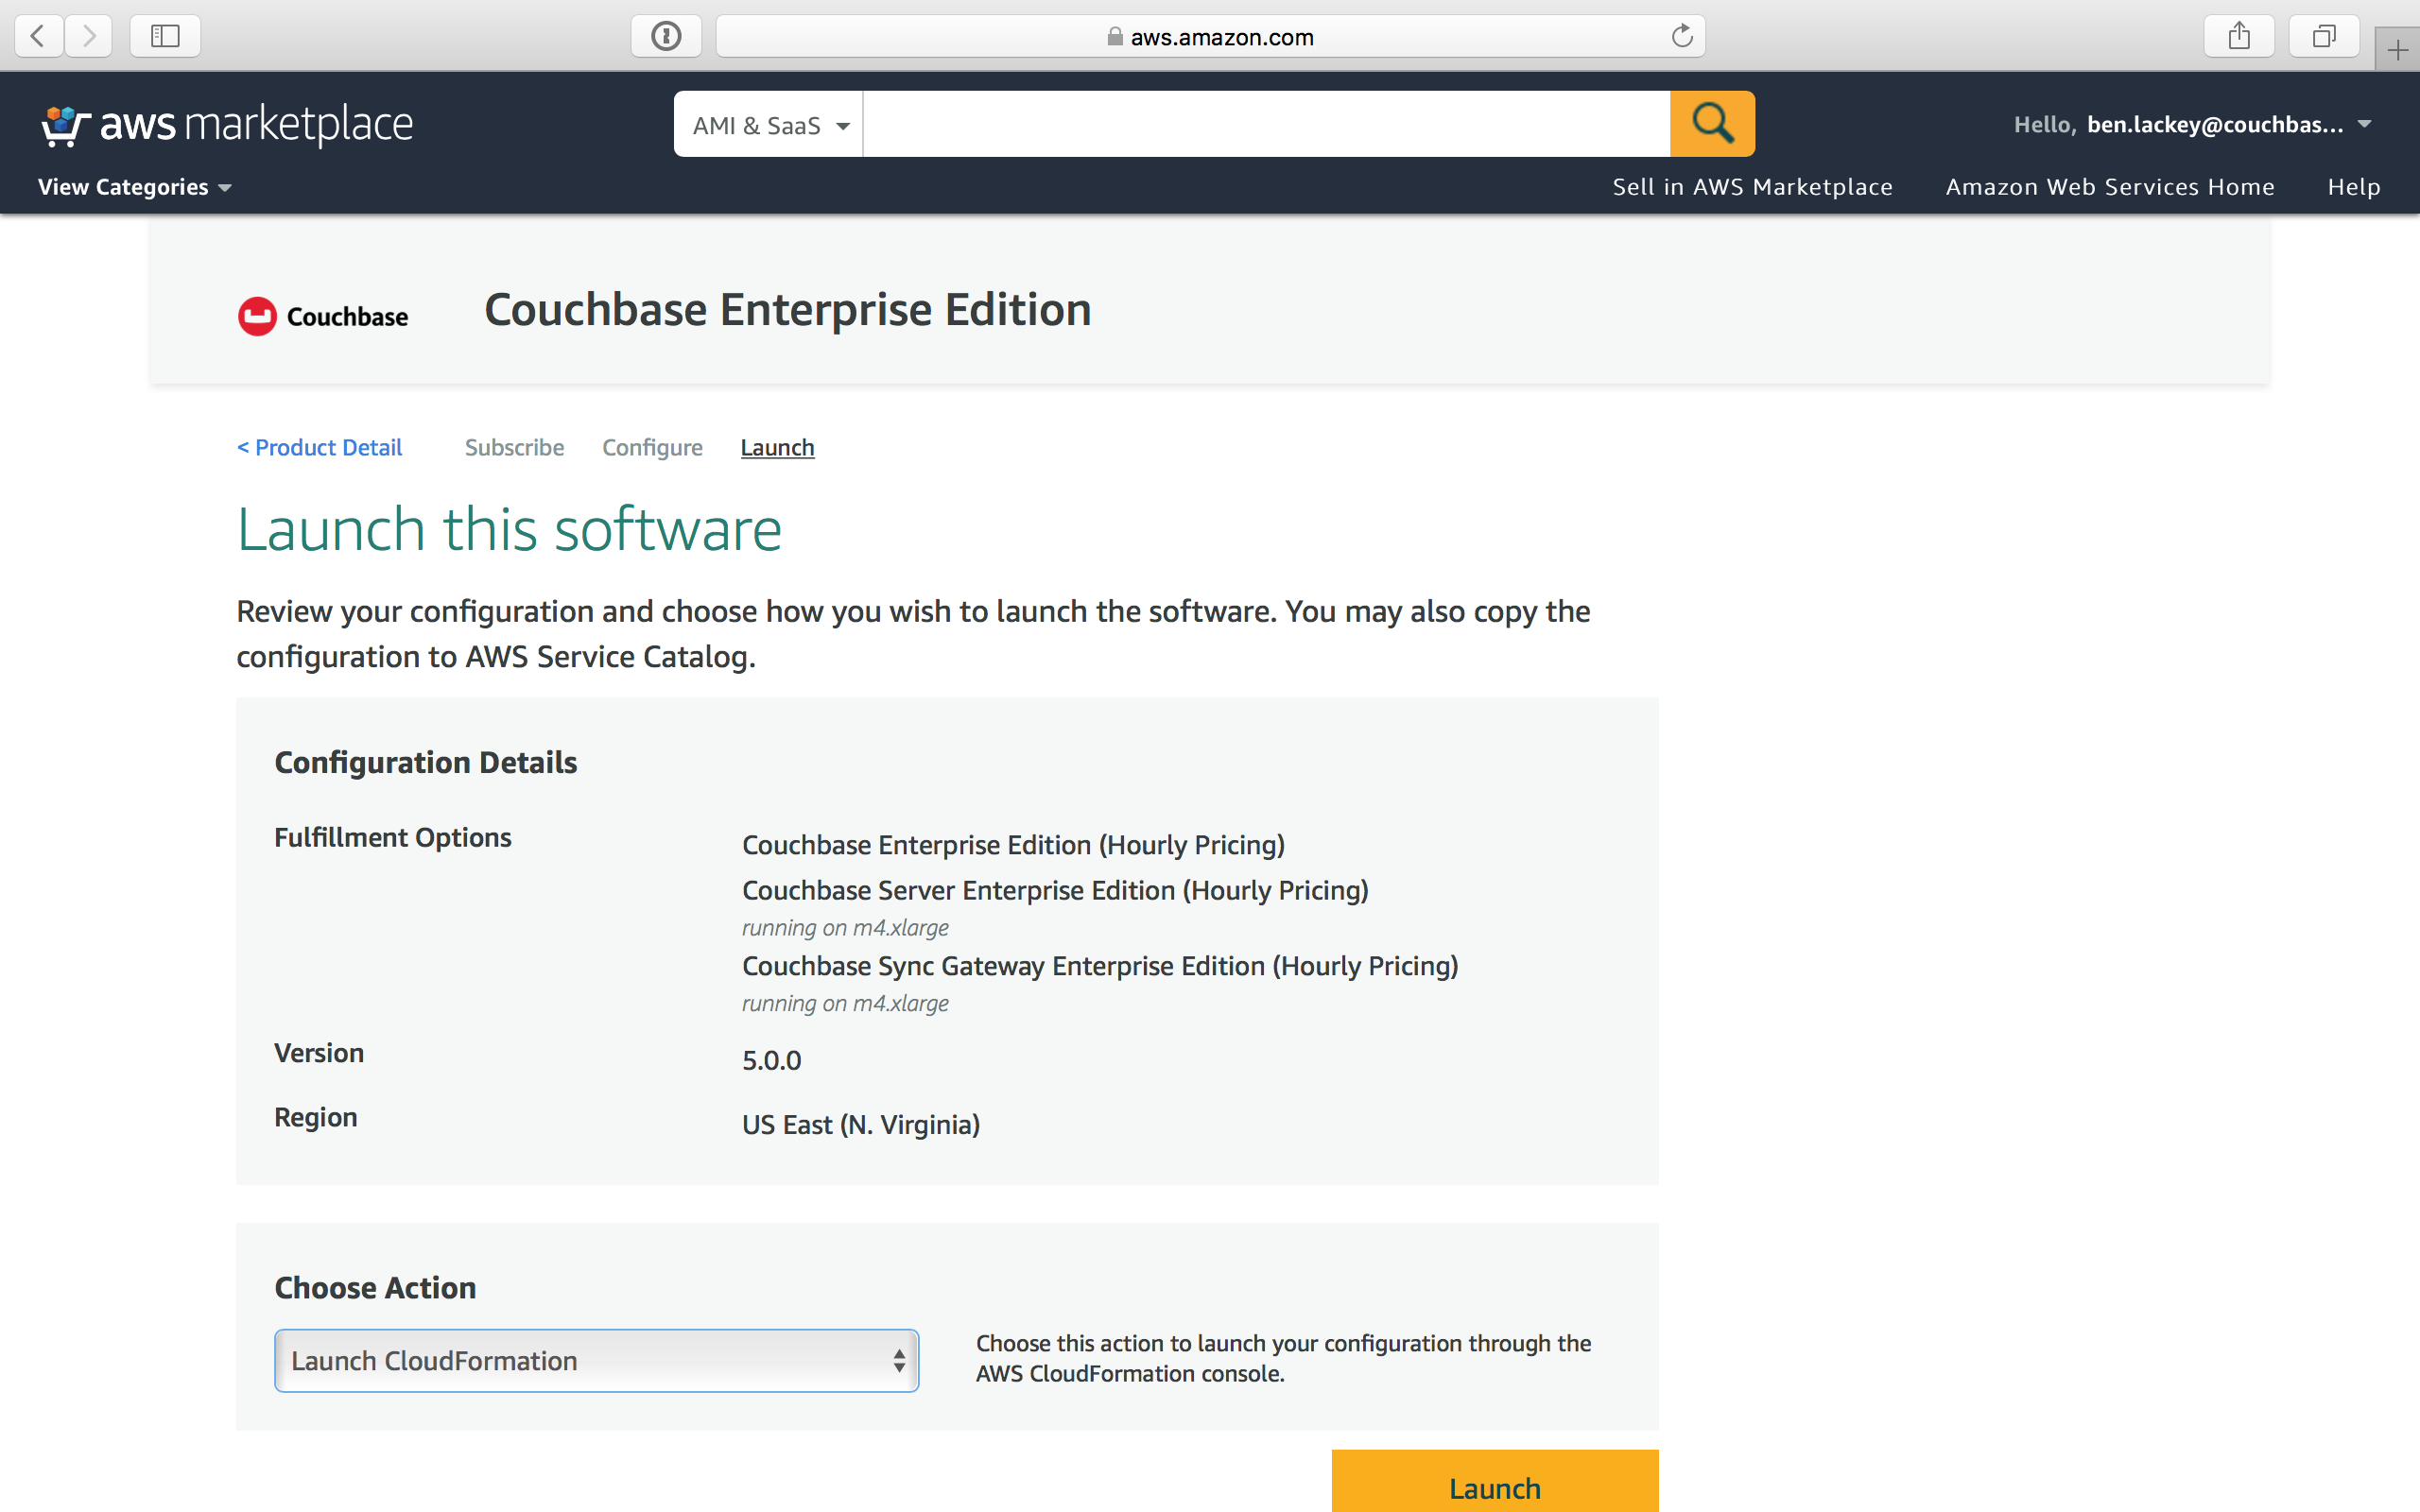 aws.amazon.com
aws marketplace
AMI & SaaS
Hello, ben.lackey@couchbas...
View Categories
Sell in AWS Marketplace
Amazon Web Services Home
Help
Couchbase
Couchbase Enterprise Edition
< Product Detail
Subscribe
Configure
Launch
Launch this software
Review your configuration and choose how you wish to launch the software. You may also copy the
configuration to AWS Service Catalog.
Configuration Details
Fulfillment Options
Couchbase Enterprise Edition (Hourly Pricing)
Couchbase Server Enterprise Edition (Hourly Pricing)
running on m4.xlarge
Couchbase Sync Gateway Enterprise Edition (Hourly Pricing)
running on m4.xlarge
Version
5.0.0
Region
US East (N. Virginia)
Choose Action
Launch CloudFormation
Choose this action to launch your configuration through the
AWS CloudFormation console.
Launch